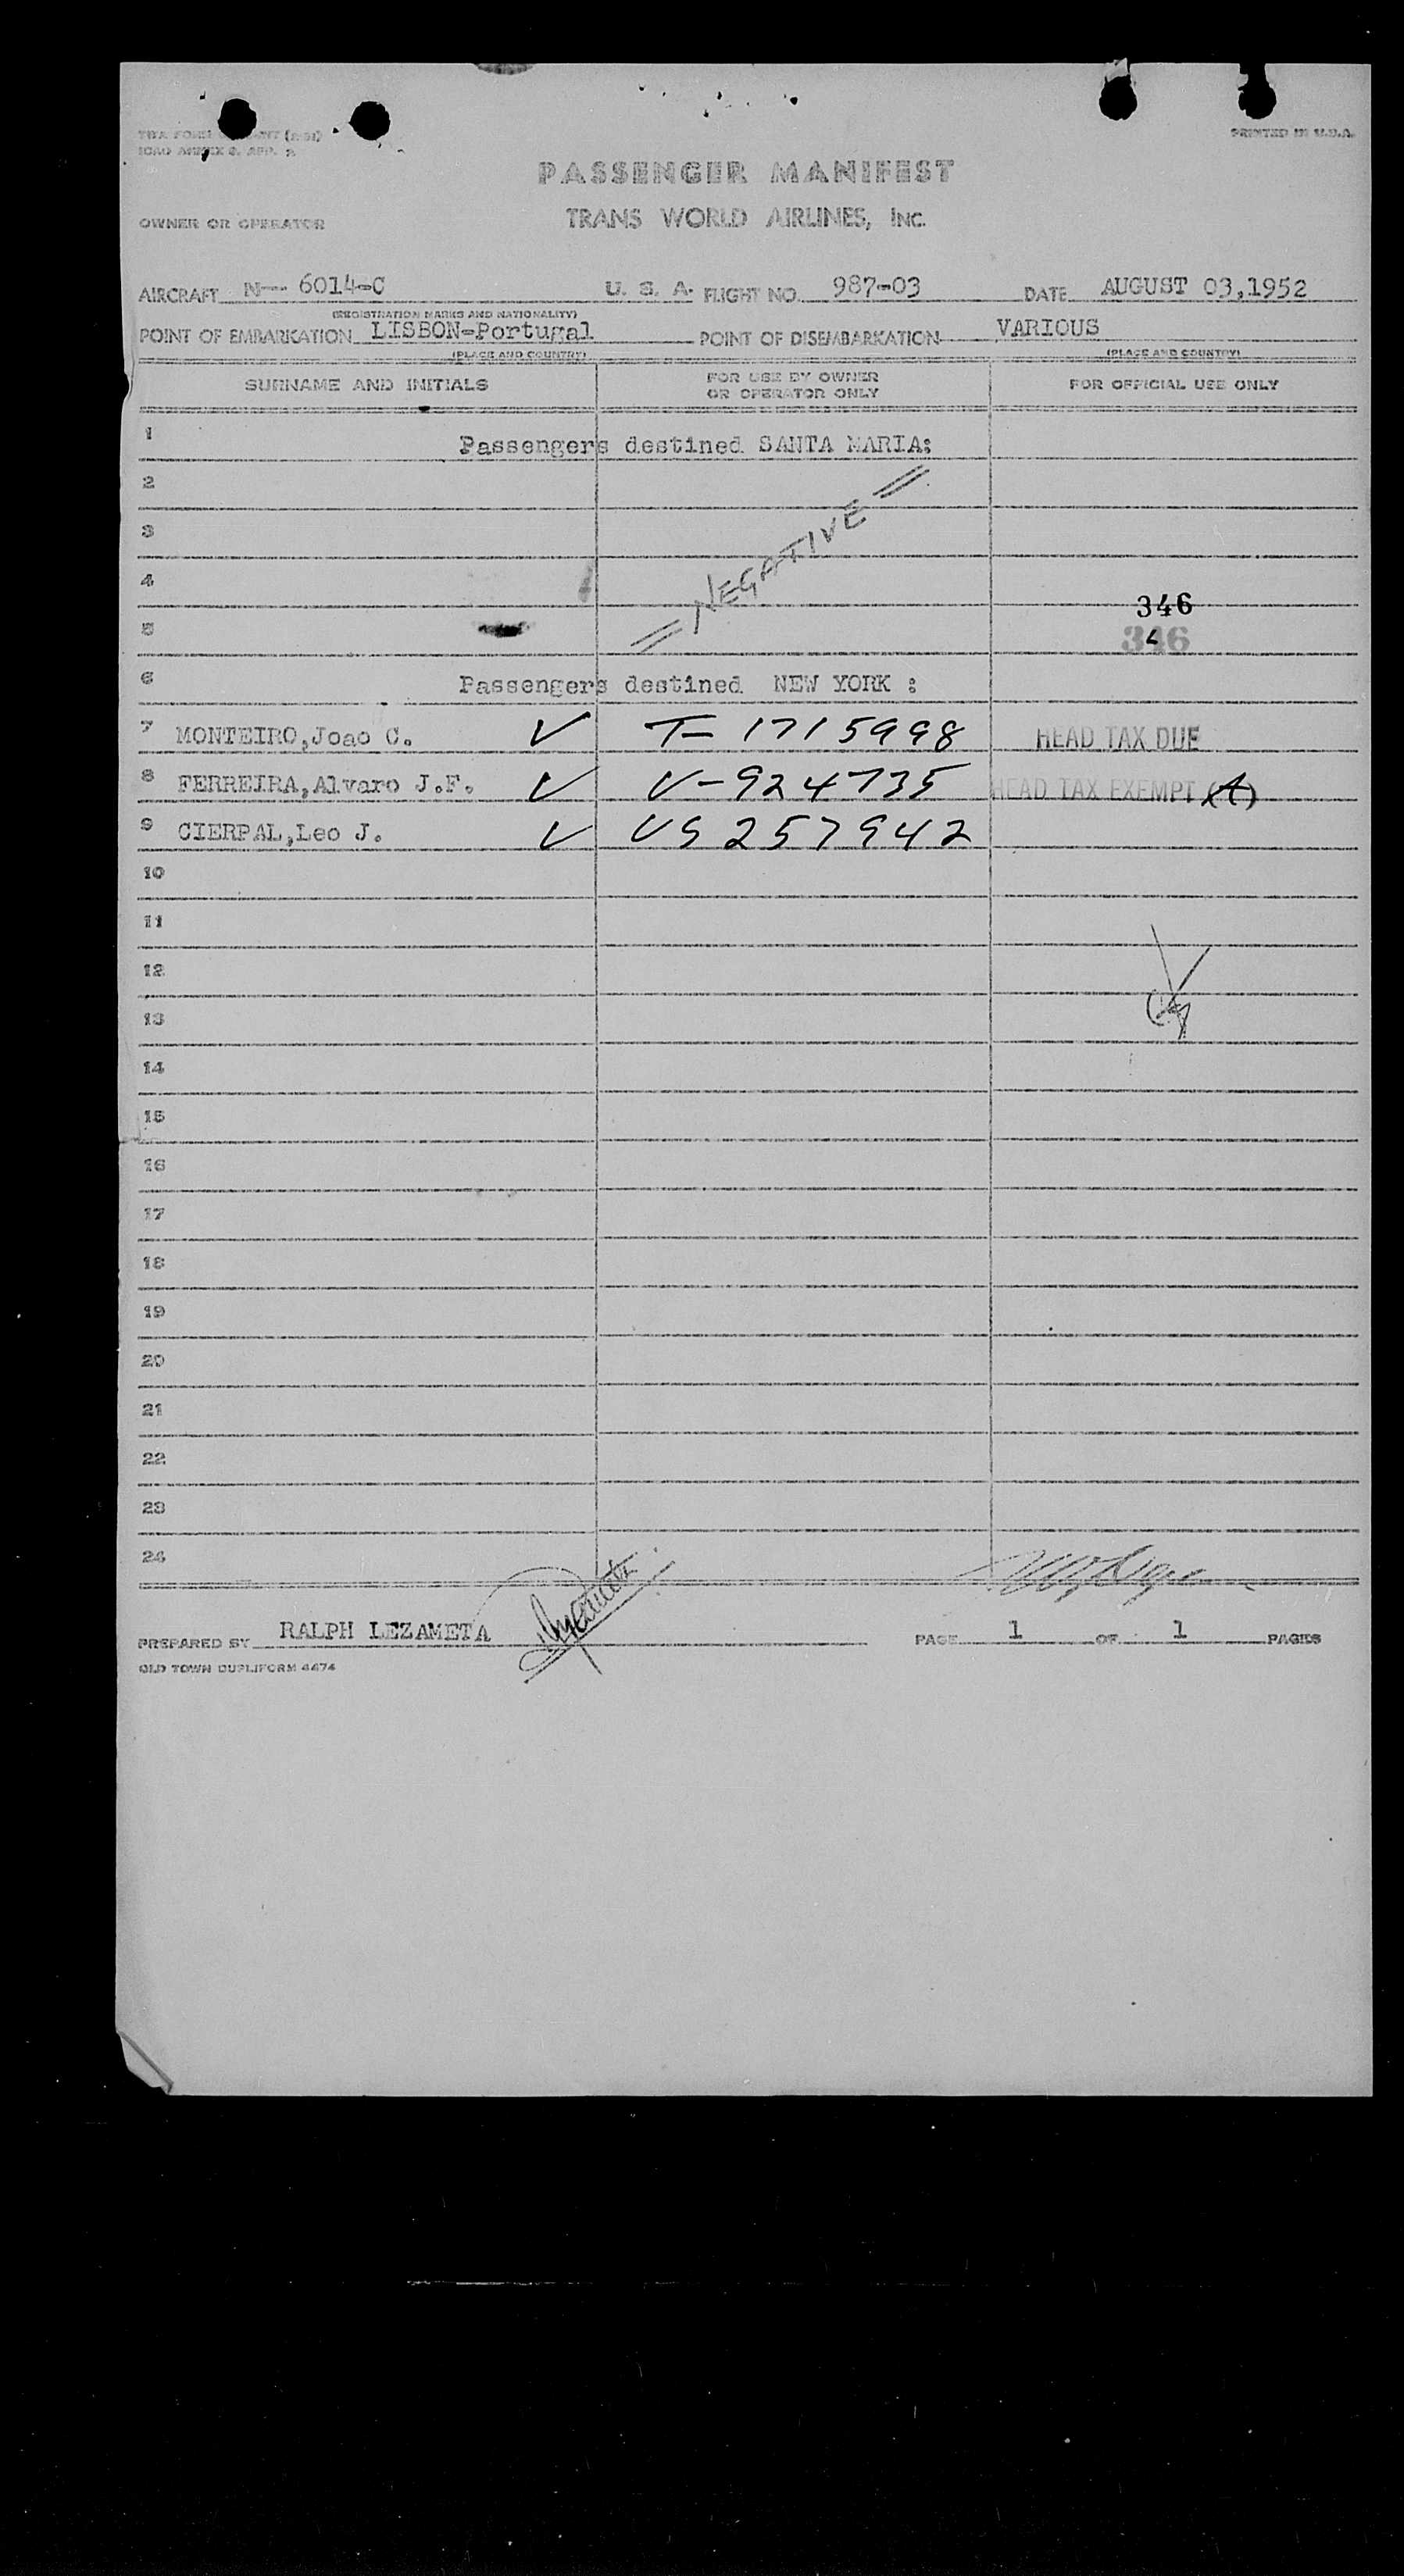 PRINTED IN U.S.A.
PASSENGER MANIFEST
OWNER OR OPERATOR TRANS WORLD AIRLINES, INC.
AIRCRAFT N-- 6014-C U. S. A. FLIGHT NO. 987-03 DATE AUGUST 03,1952
(REGISTRATION MARKS AND NATIONALITY)
POINT OF EMBARKATION LISBON-Portugal POINT OF DISEMBARKATION VARIOUS
(PLACE AND COUNTRY) (PLACE AND COUNTRY)
SURNAME AND INITIALS FOR USE BY OWNER OR OPERATOR ONLY FOR OFFICIAL USE ONLY
1 Passengers destined SANTA MARIA:
2
3
NEGATIVE
4
346
5 346
6 Passengers destined NEW YORK :
7 MONTEIRO,Joao C. V T-1715998 HEAD TAX DUE
8 FERREIRA,Alvaro J.F. V V-924735 HEAD TAX EXEMPT (A)
9 CIERPAL,Leo J. V US 257942
10
11
12
13
14
15
16
17
18
19
20
21
22
23
24
PREPARED BY RALPH LEZAMETA PAGE 1 OF 1 PAGES
OLD TOWN DUPLIFORM 4474